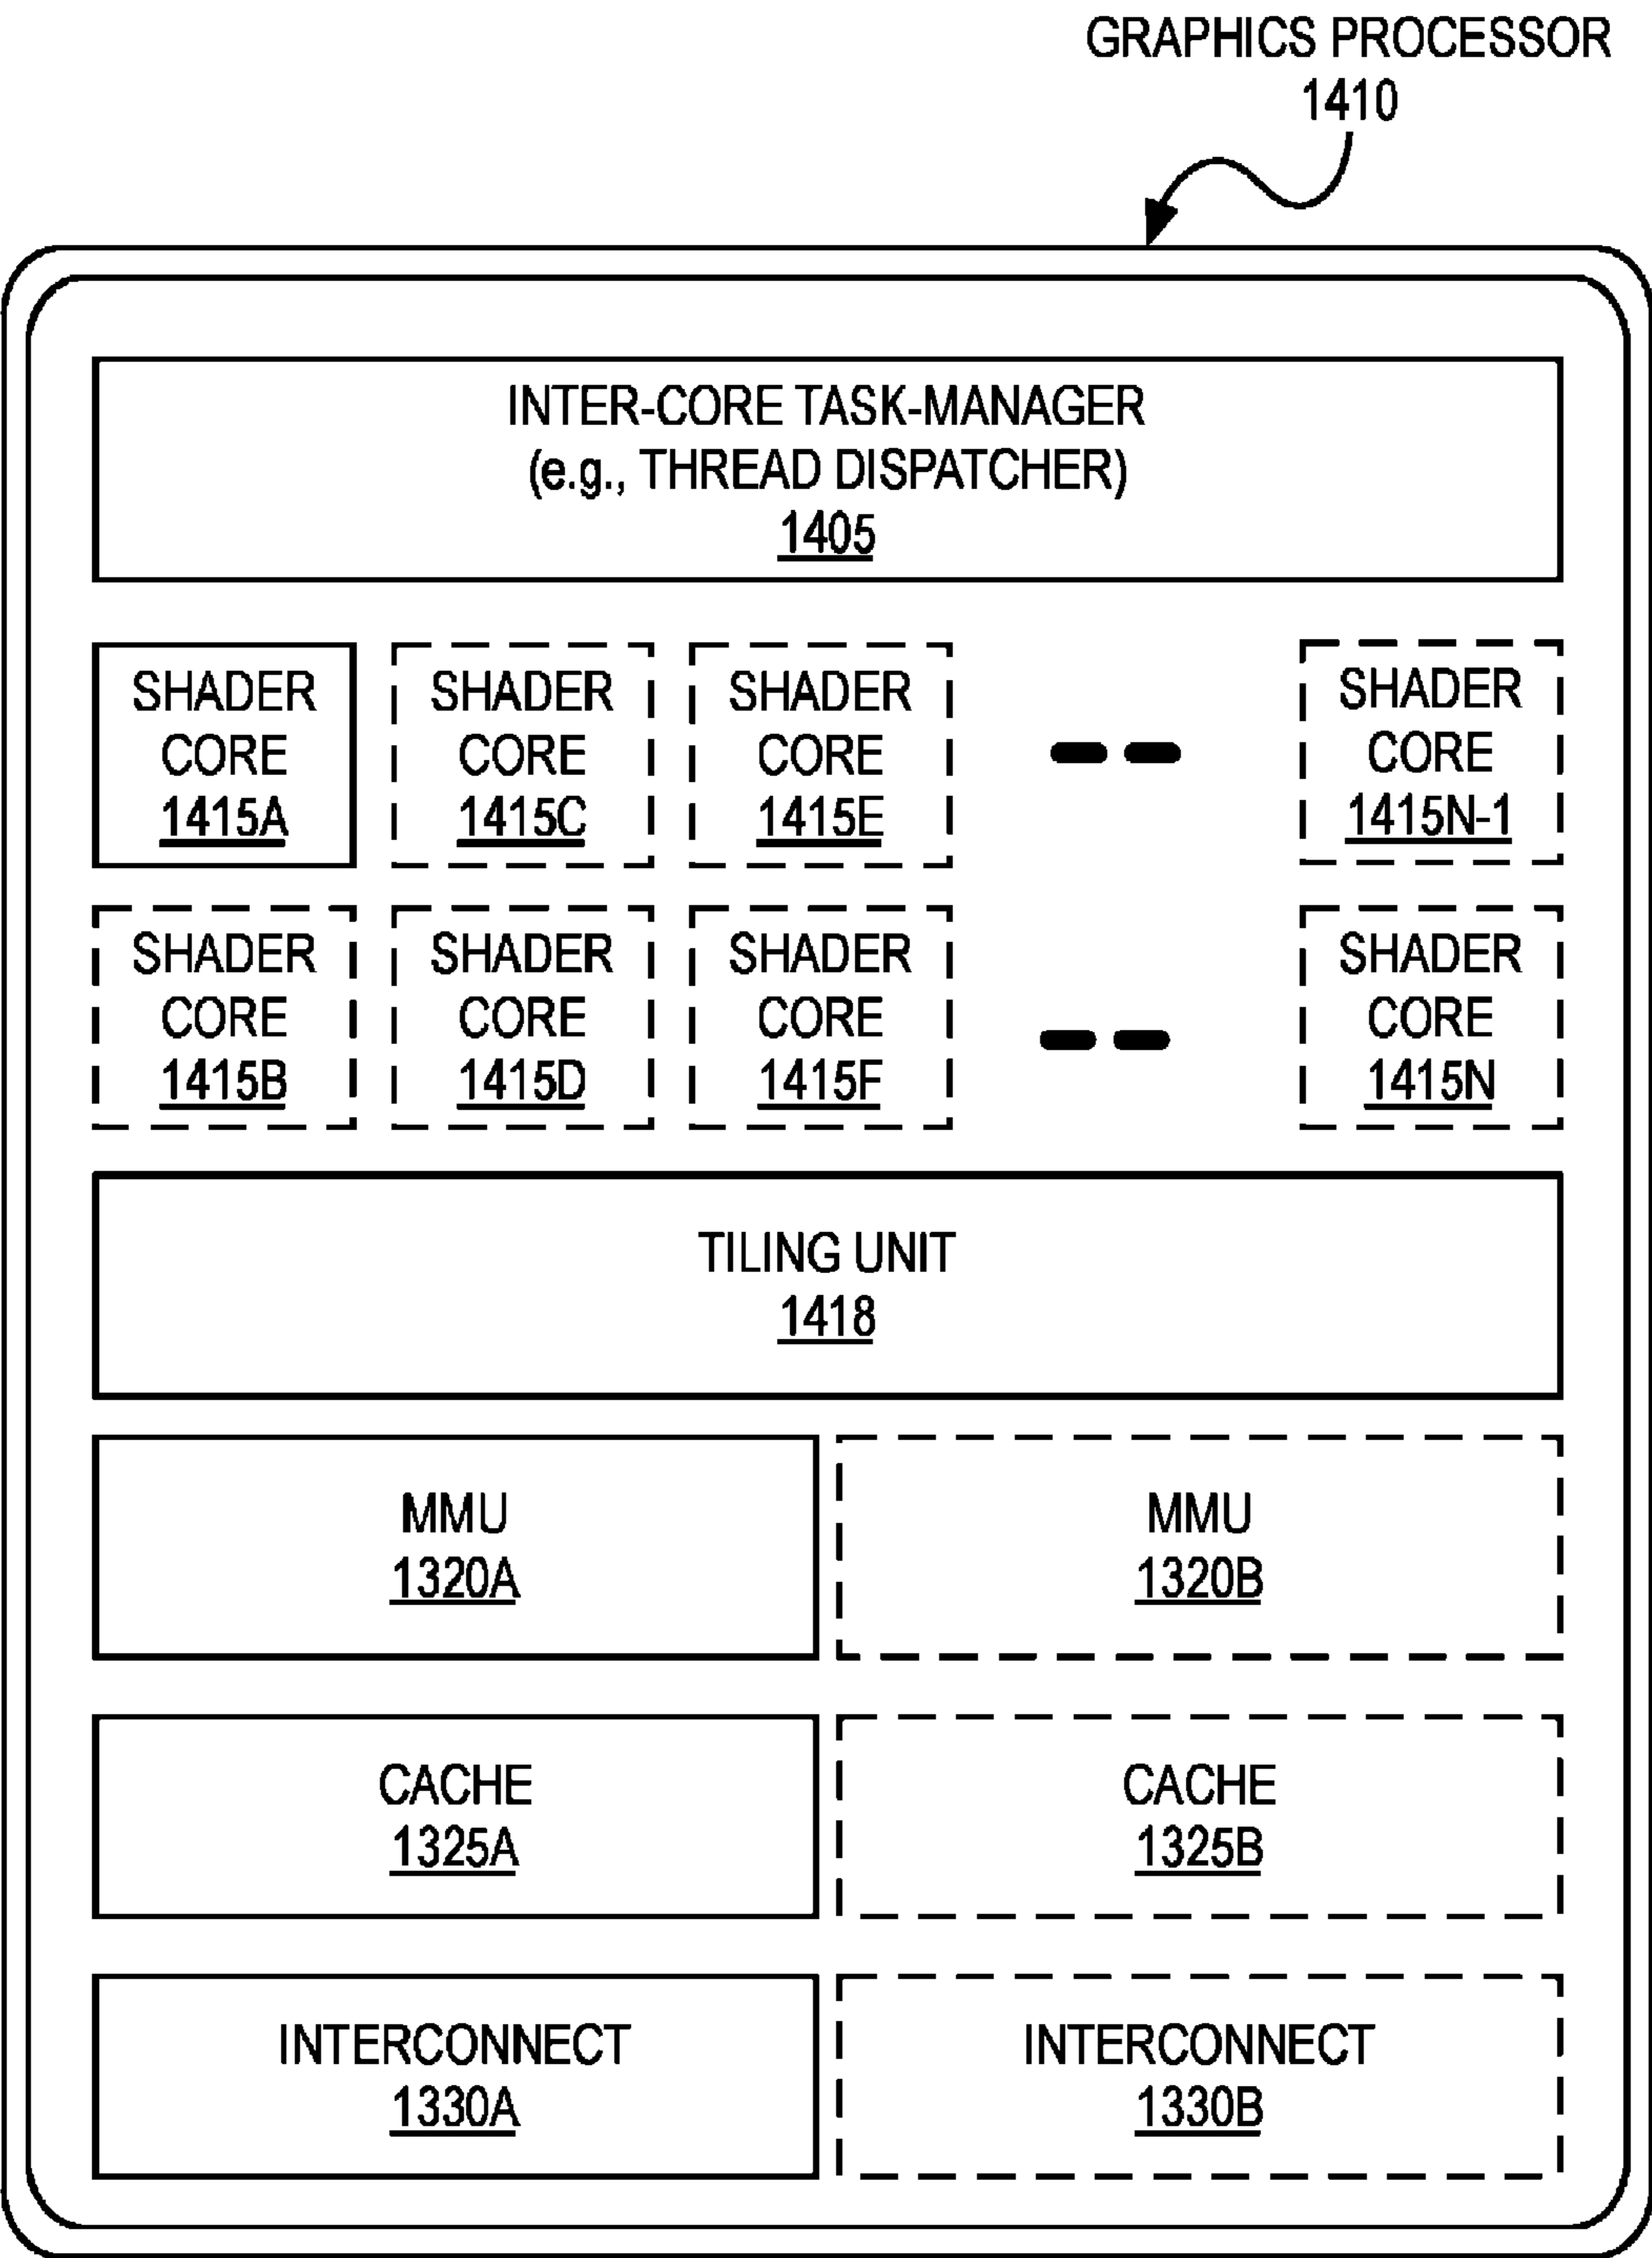 GRAPHICS PROCESSOR
1410
INTER-CORE TASK-MANAGER
(e.g., THREAD DISPATCHER)
1405
SHADER
CORE
1415A
SHADER
CORE
1415C
SHADER
CORE
1415E
SHADER
CORE
1415N-1
SHADER
CORE
1415B
SHADER
CORE
1415D
SHADER
CORE
1415F
SHADER
CORE
1415N
TILING UNIT
1418
MMU
1320A
MMU
1320B
CACHE
1325A
CACHE
1325B
INTERCONNECT
1330A
INTERCONNECT
1330B